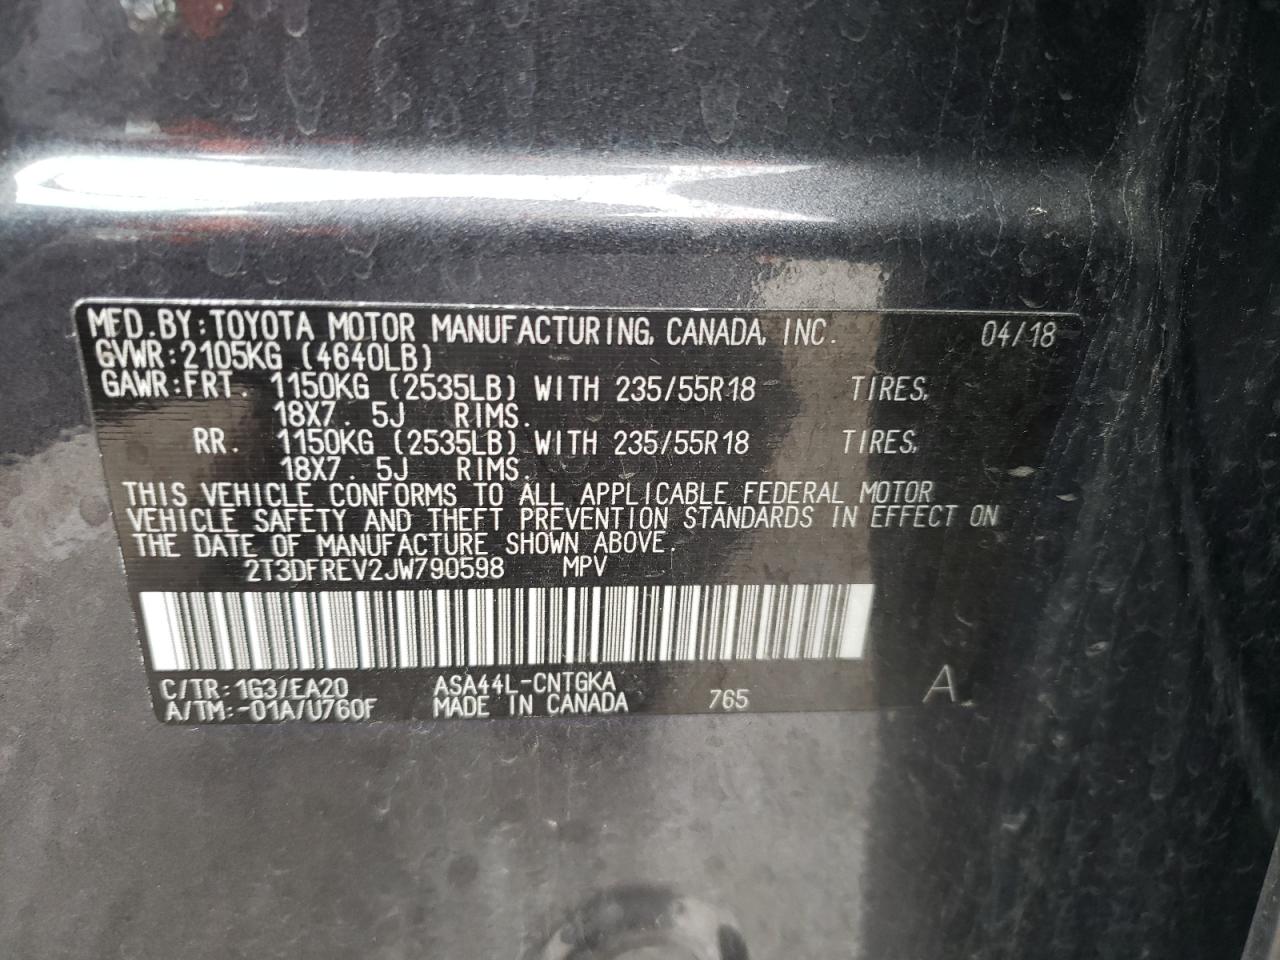 MFD.BY:TOYOTA MOTOR MANUFACTURING, CANADA, INC. 04/18
GVWR:2105KG (4640LB)
GAWR:FRT. 1150KG (2535LB) WITH 235/55R18 TIRES,
18X7.5J RIMS.
RR. 1150KG (2535LB) WITH 235/55R18 TIRES,
18X7.5J RIMS.
THIS VEHICLE CONFORMS TO ALL APPLICABLE FEDERAL MOTOR
VEHICLE SAFETY AND THEFT PREVENTION STANDARDS IN EFFECT ON
THE DATE OF MANUFACTURE SHOWN ABOVE.
2T3DFREV2JW790598 MPV
C/TR:1G3/EA20 ASA44L-CNTGKA 765 A
A/TM:-01A/U760F MADE IN CANADA